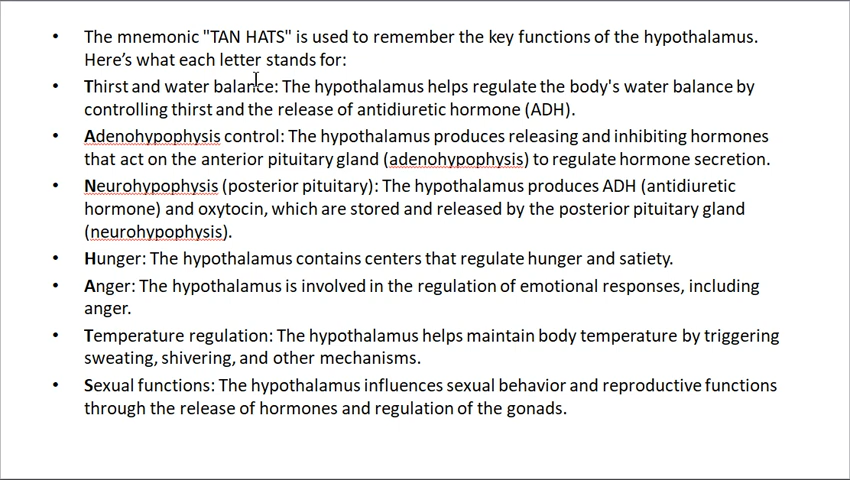 • The mnemonic "TAN HATS" is used to remember the key functions of the hypothalamus.
Here’s what each letter stands for:
• Thirst and water balance: The hypothalamus helps regulate the body's water balance by
controlling thirst and the release of antidiuretic hormone (ADH).
• Adenohypophysis control: The hypothalamus produces releasing and inhibiting hormones
that act on the anterior pituitary gland (adenohypophysis) to regulate hormone secretion.
• Neurohypophysis (posterior pituitary): The hypothalamus produces ADH (antidiuretic
hormone) and oxytocin, which are stored and released by the posterior pituitary gland
(neurohypophysis).
• Hunger: The hypothalamus contains centers that regulate hunger and satiety.
• Anger: The hypothalamus is involved in the regulation of emotional responses, including
anger.
• Temperature regulation: The hypothalamus helps maintain body temperature by triggering
sweating, shivering, and other mechanisms.
• Sexual functions: The hypothalamus influences sexual behavior and reproductive functions
through the release of hormones and regulation of the gonads.